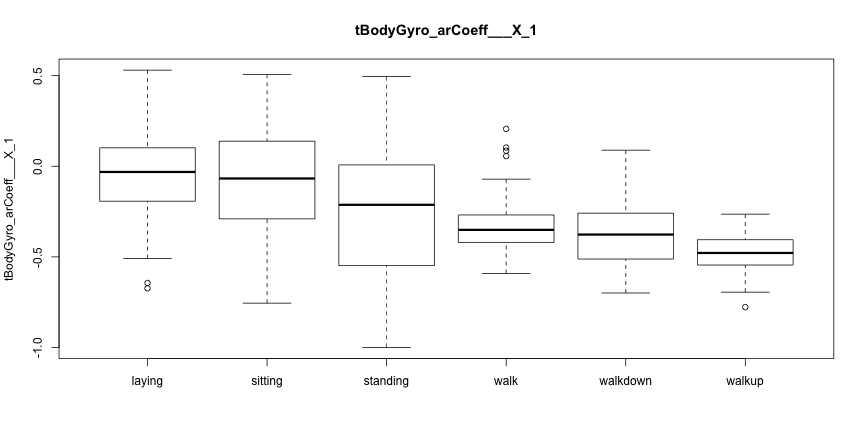 tBodyGyro_arCoeff___X_1
tBodyGyro_arCoeff___X_1
0.5
0.0
-0.5
-1.0
laying
sitting
standing
walk
walkdown
walkup